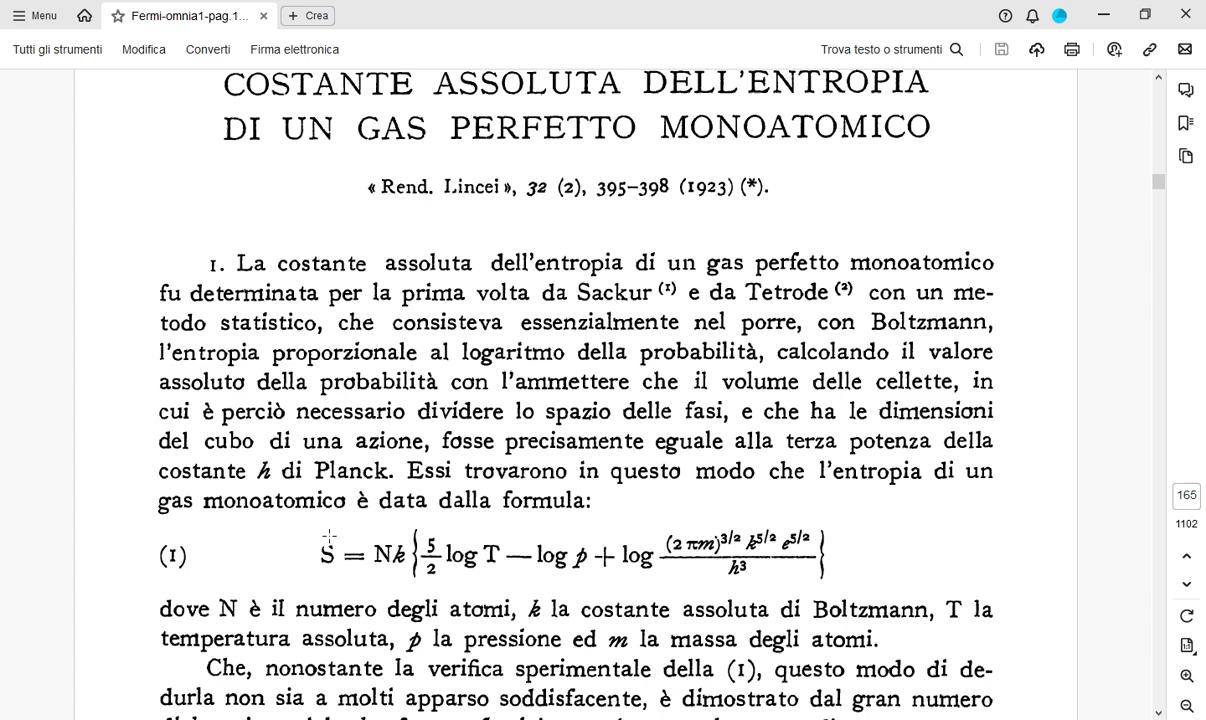 Menu Fermi-omnia1-pag.1... × + Crea
Tutti gli strumenti Modifica Converti Firma elettronica Trova testo o strumenti
COSTANTE ASSOLUTA DELL'ENTROPIA
DI UN GAS PERFETTO MONOATOMICO
« Rend. Lincei », 32 (2), 395-398 (1923) (*).
1. La costante assoluta dell'entropia di un gas perfetto monoatomico
fu determinata per la prima volta da Sackur (1) e da Tetrode (2) con un me-
todo statistico, che consisteva essenzialmente nel porre, con Boltzmann,
l'entropia proporzionale al logaritmo della probabilità, calcolando il valore
assoluto della probabilità con l'ammettere che il volume delle cellette, in
cui è perciò necessario dividere lo spazio delle fasi, e che ha le dimensioni
del cubo di una azione, fosse precisamente eguale alla terza potenza della
costante h di Planck. Essi trovarono in questo modo che l'entropia di un
gas monoatomico è data dalla formula:
(1) S = Nk { 5/2 log T — log p + log (2 πm)^3/2 k^5/2 e^5/2 / h^3 }
dove N è il numero degli atomi, k la costante assoluta di Boltzmann, T la
temperatura assoluta, p la pressione ed m la massa degli atomi.
Che, nonostante la verifica sperimentale della (1), questo modo di de-
durla non sia a molti apparso soddisfacente, è dimostrato dal gran numero
165
1102